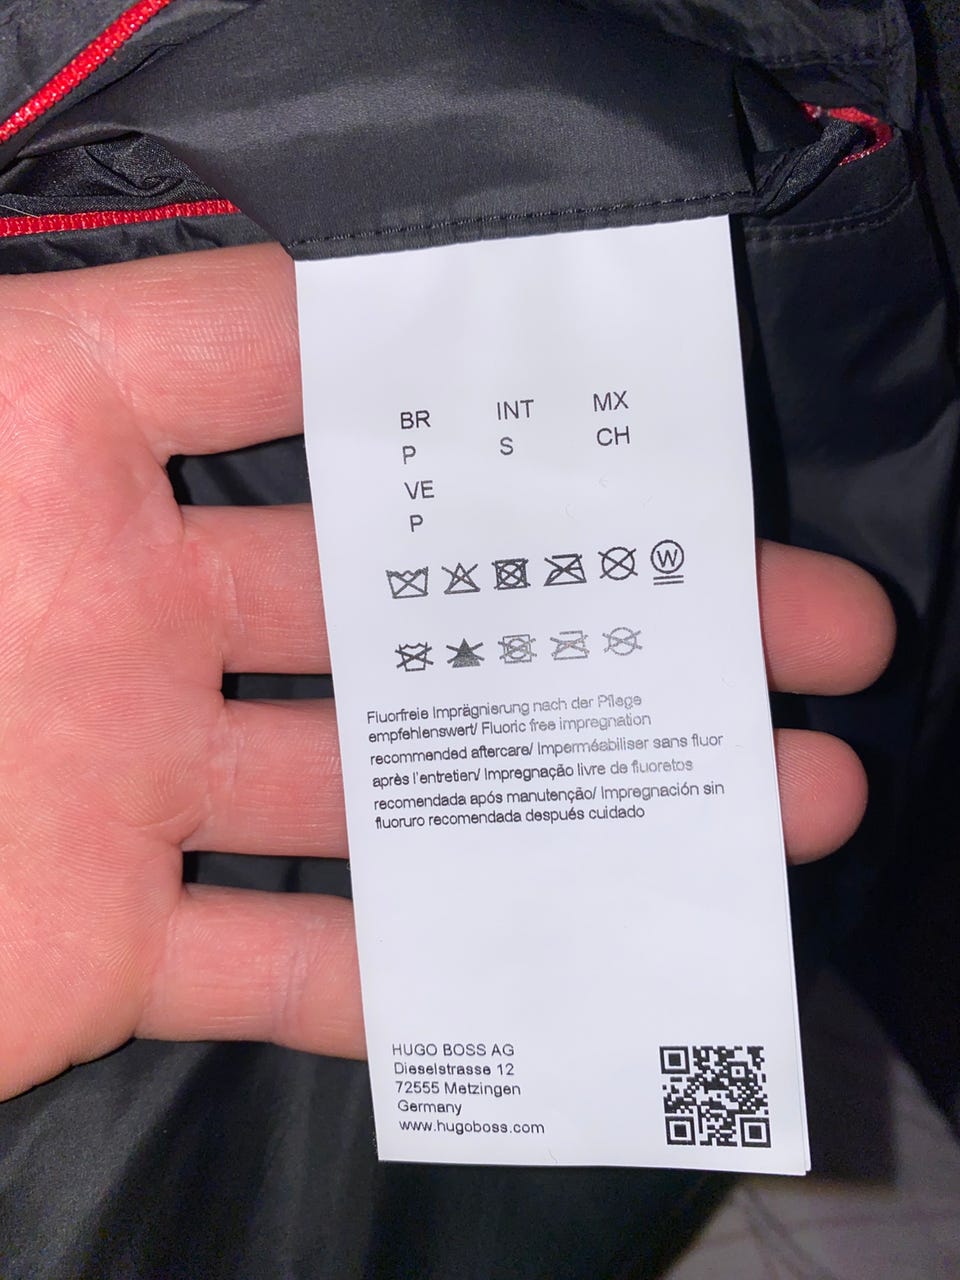 BR INT MX
P S CH
VE
P
W
Fluorfreie Imprägnierung nach der Pflege
empfehlenswert/ Fluoric free impregnation
recommended aftercare/ Imperméabiliser sans fluor
après l'entretien/ Impregnação livre de fluoretos
recomendada após manutenção/ Impregnación sin
fluoruro recomendada después cuidado
HUGO BOSS AG
Dieselstrasse 12
72555 Metzingen
Germany
www.hugoboss.com